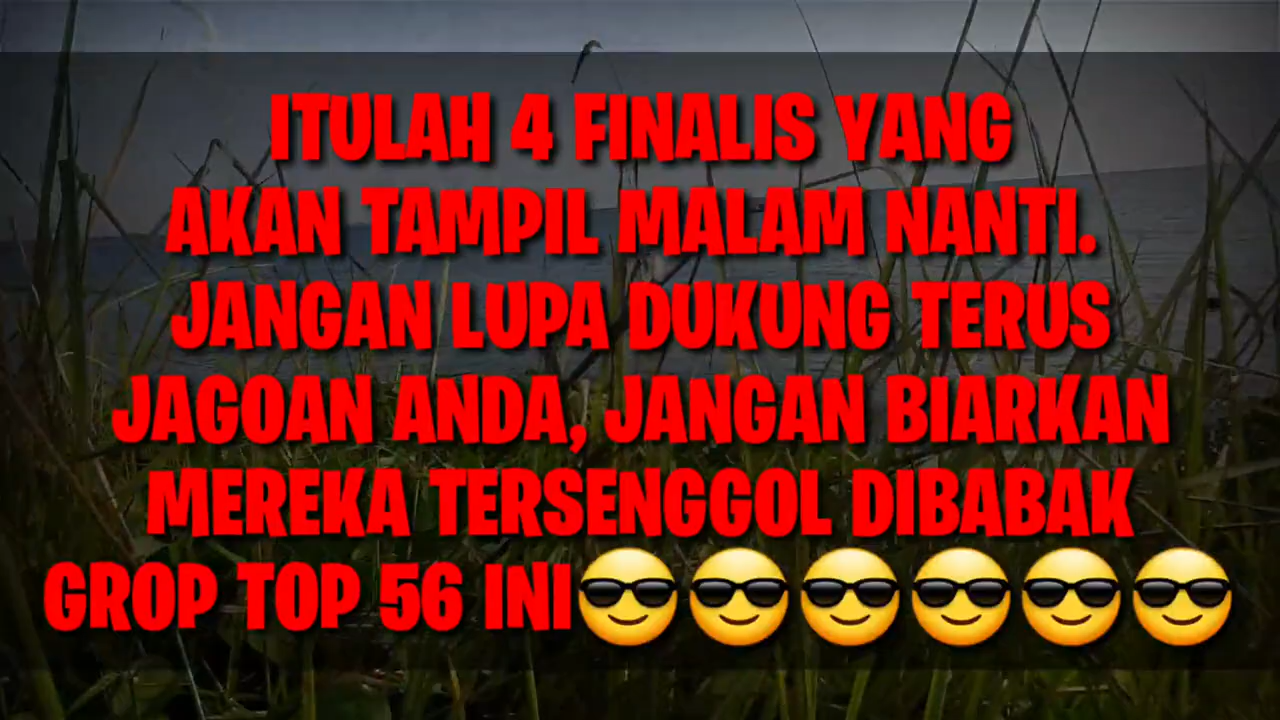 ITULAH 4 FINALIS YANG
AKAN TAMPIL MALAM NANTI.
JANGAN LUPA DUKUNG TERUS
JAGOAN ANDA, JANGAN BIARKAN
MEREKA TERSENGGOL DIBABAK
GROP TOP 56 INI😎😎😎😎😎😎